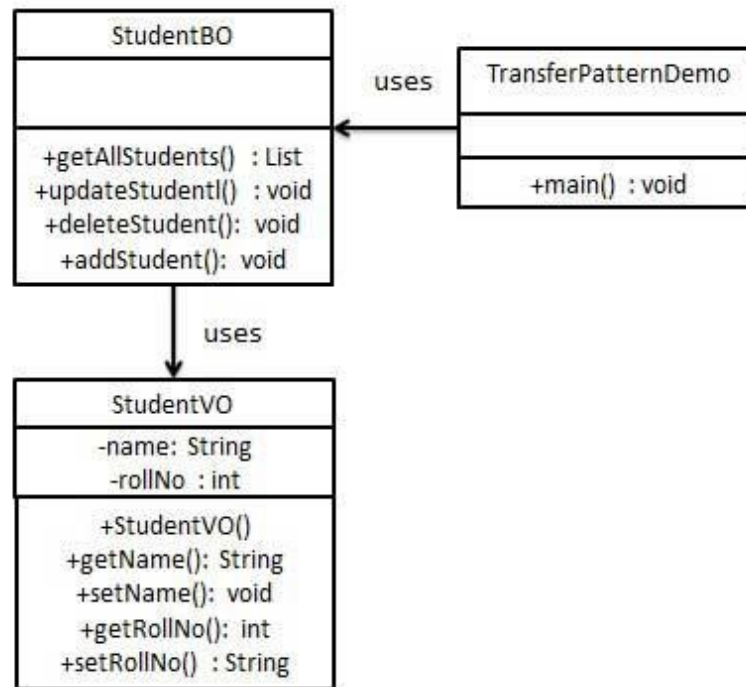 StudentBO
+getAllStudents() : List
+updateStudentl() : void
+deleteStudent(): void
+addStudent(): void
uses
TransferPatternDemo
+main() : void
uses
StudentVO
-name: String
-rollNo : int
+StudentVO()
+getName(): String
+setName(): void
+getRollNo(): int
+setRollNo() : String